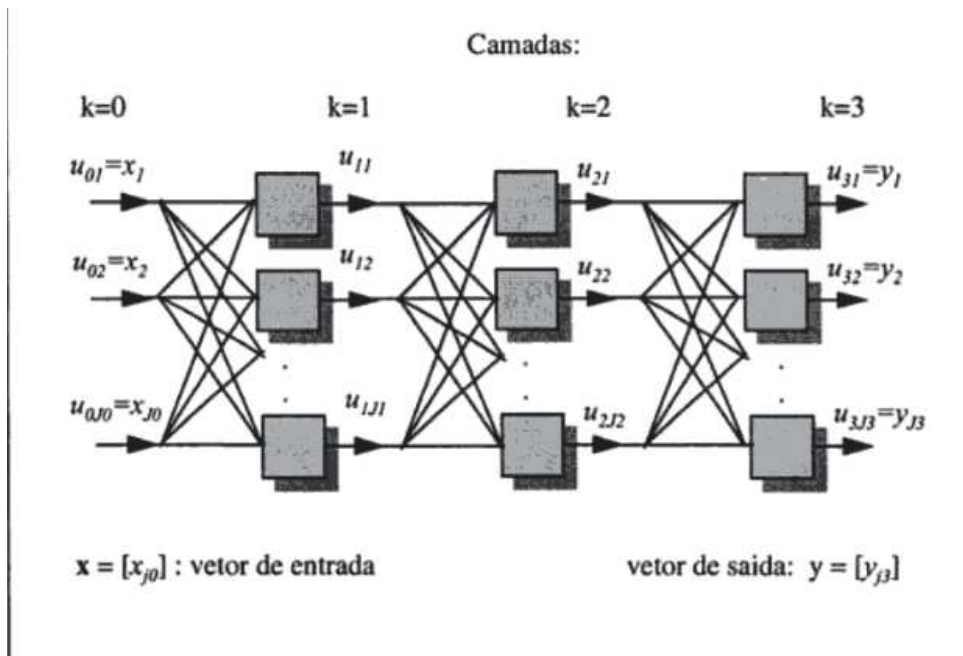 Camadas:
k=0 k=1 k=2 k=3
u01=x1 u11 u21 u31=y1
u02=x2 u12 u22 u32=y2
u0J0=xJ0 u1J1 u2J2 u3J3=yJ3
x = [xj0] : vetor de entrada vetor de saida: y = [yj3]